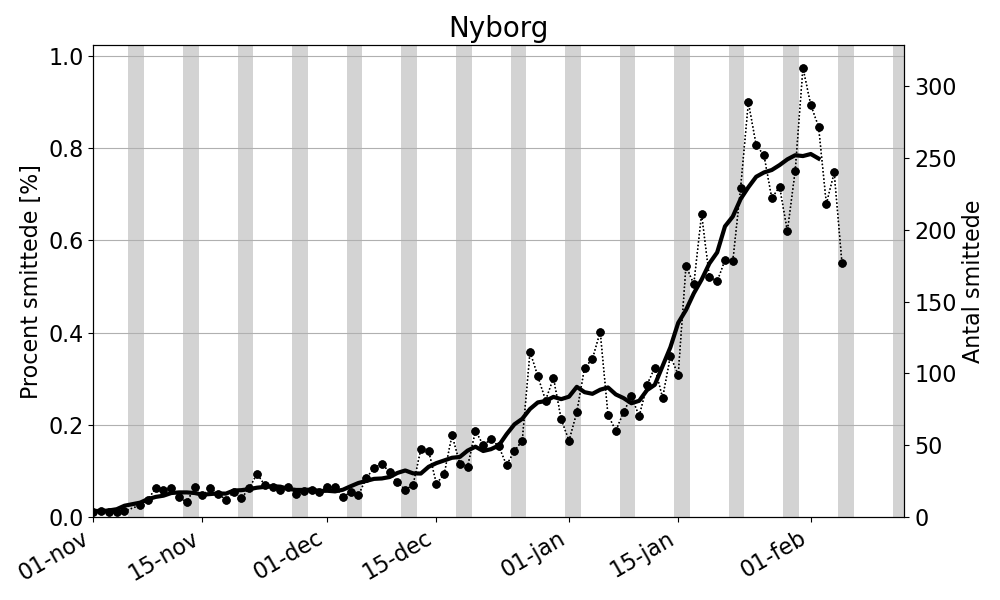 Nyborg
Procent smittede [%]
1.0
0.8
0.6
0.4
0.2
0.0
300
250
200
150
100
50
0
Antal smittede
01-nov
15-nov
01-dec
15-dec
01-jan
15-jan
01-feb